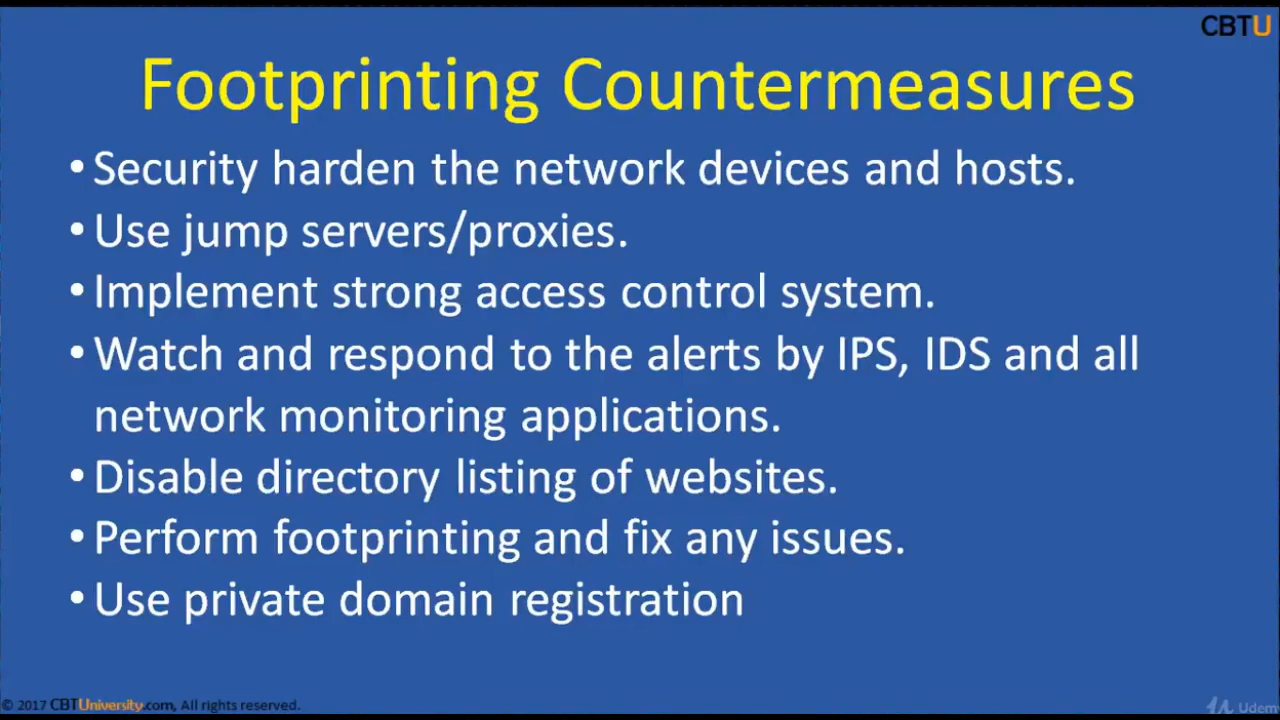 CBTU
Footprinting Countermeasures
•Security harden the network devices and hosts.
•Use jump servers/proxies.
•Implement strong access control system.
•Watch and respond to the alerts by IPS, IDS and all
network monitoring applications.
•Disable directory listing of websites.
•Perform footprinting and fix any issues.
•Use private domain registration
© 2017 CBTUniversity.com, All rights reserved.
Udem